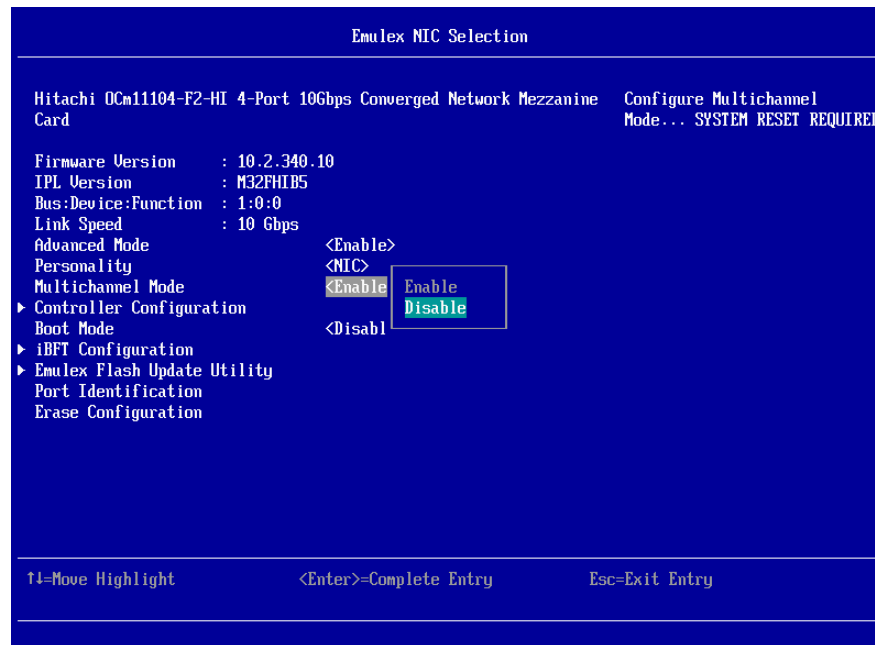 Emulex NIC Selection
Hitachi OCm11104-F2-HI 4-Port 10Gbps Converged Network Mezzanine Card
Configure Multichannel
Mode... SYSTEM RESET REQUIRED
Firmware Version : 10.2.340.10
IPL Version : M32FHIB5
Bus:Device:Function : 1:0:0
Link Speed : 10 Gbps
Advanced Mode <Enable>
Personality <NIC>
Multichannel Mode <Enable
Enable
Disable
Controller Configuration
Boot Mode <Disabl
iBFT Configuration
Emulex Flash Update Utility
Port Identification
Erase Configuration
↑↓=Move Highlight <Enter>=Complete Entry Esc=Exit Entry